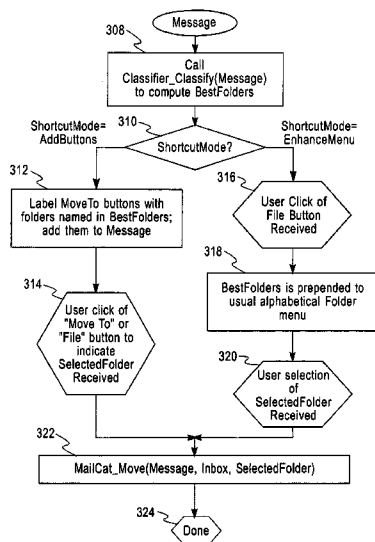 Message
308
Call
Classifier_Classify(Message)
to compute BestFolders
310
ShortcutMode=
AddButtons
ShortcutMode?
ShortcutMode=
EnhanceMenu
312
Label MoveTo buttons with
folders named in BestFolders;
add them to Message
316
User Click of
File Button
Received
314
User click of
"Move To" or
"File" button to
indicate
SelectedFolder
Received
318
BestFolders is prepended to
usual alphabetical Folder
menu
320
User selection
of
SelectedFolder
Received
322
MailCat_Move(Message, Inbox, SelectedFolder)
324
Done